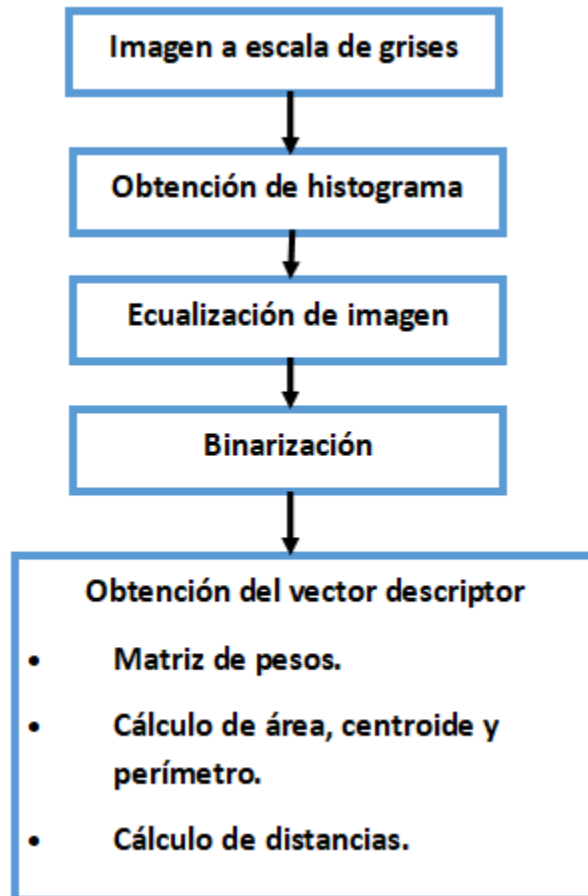 Imagen a escala de grises
Obtención de histograma
Ecualización de imagen
Binarización
Obtención del vector descriptor
• Matriz de pesos.
• Cálculo de área, centroide y
perímetro.
• Cálculo de distancias.